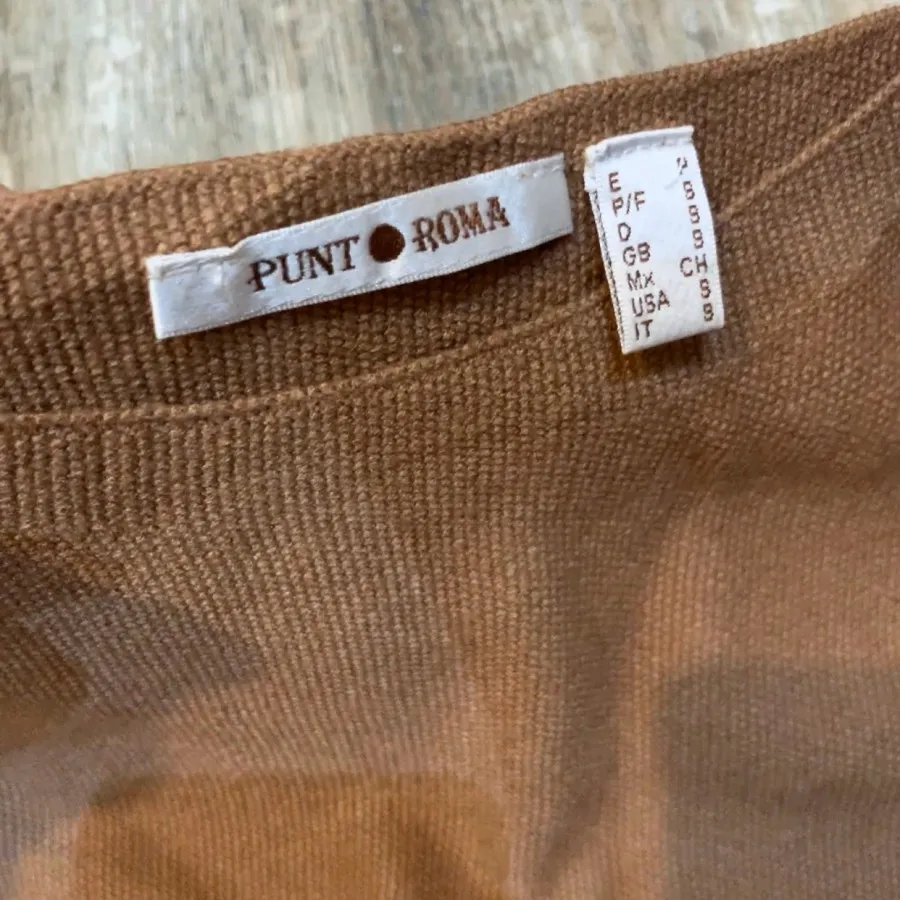 PUNT ROMA
E P
P/F S
D S
GB S
Mx CH
USA S
IT S